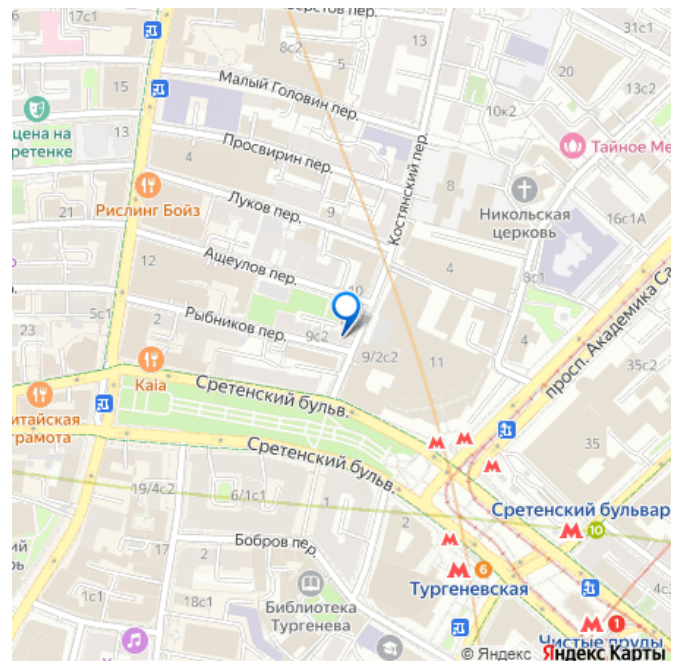 17с1
31с1
8с2
5
13
15
Малый Головин пер.
20
13с2
10к2
цена на
ретенке
13
Просвирин пер.
4
Костянский пер.
Тайное Ме
8
Рислинг Бойз
Луков пер.
9
Никольская
церковь
16с1А
21
12
Ащеулов пер.
10
4
8с1
5с1
2
Рыбников пер.
9с2
9/2с2
11
4
просп. Академика Са
23
35с2
Kaia
Сретенский бульв.
итайская
рамота
35
Сретенский бульв.
19/4с2
6/1с1
1
2
Сретенский бульвар
10
Бобров пер.
17
6
Тургеневская
1с1
18с1
Библиотека
Тургенева
1
Чистые пруды
© Яндекс
Яндекс Карты